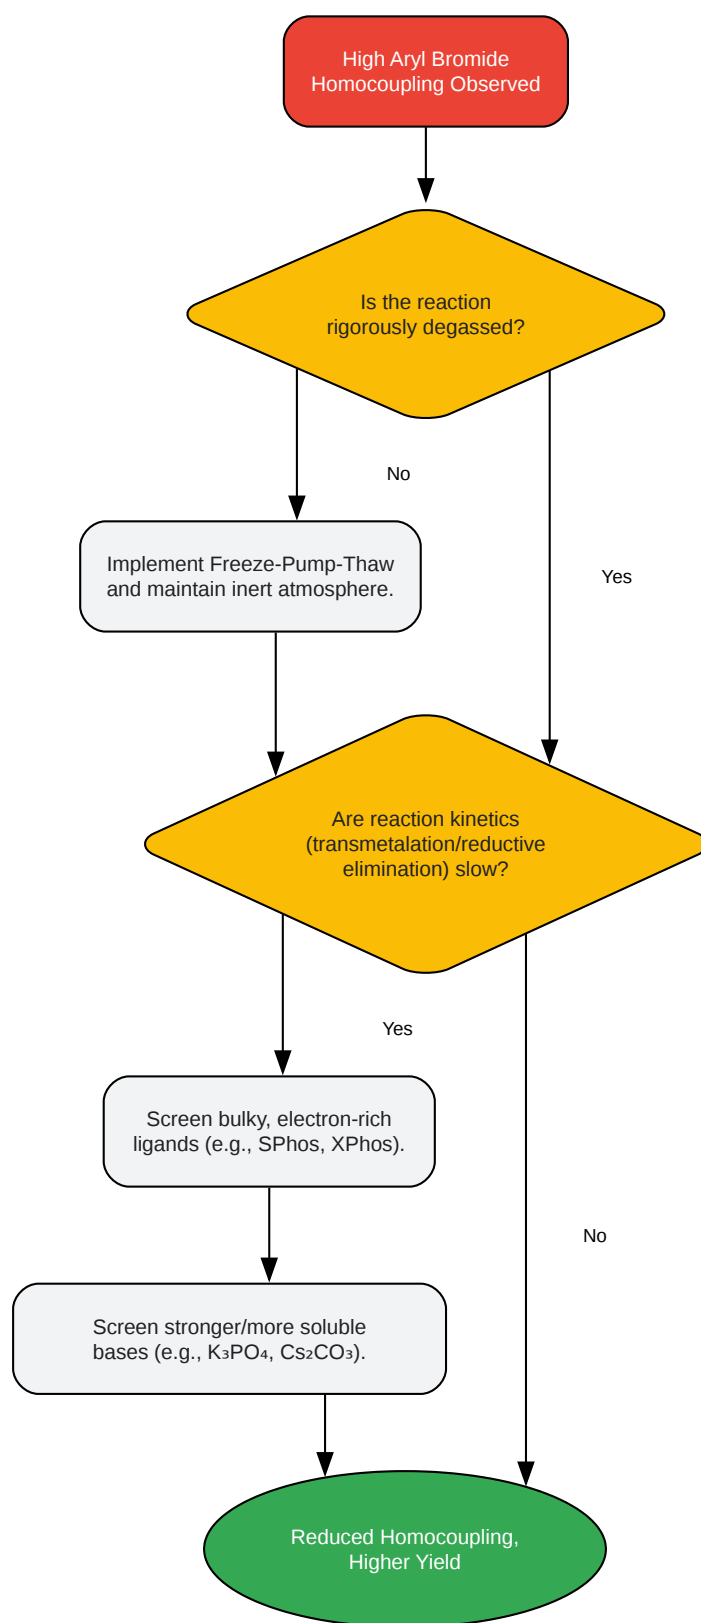 High Aryl Bromide
Homocoupling Observed
Is the reaction
rigorously degassed?
No
Implement Freeze-Pump-Thaw
and maintain inert atmosphere.
Yes
Are reaction kinetics
(transmetalation/reductive
elimination) slow?
Yes
Screen bulky, electron-rich
ligands (e.g., SPhos, XPhos).
No
Screen stronger/more soluble
bases (e.g., K₃PO₄, Cs₂CO₃).
Reduced Homocoupling,
Higher Yield